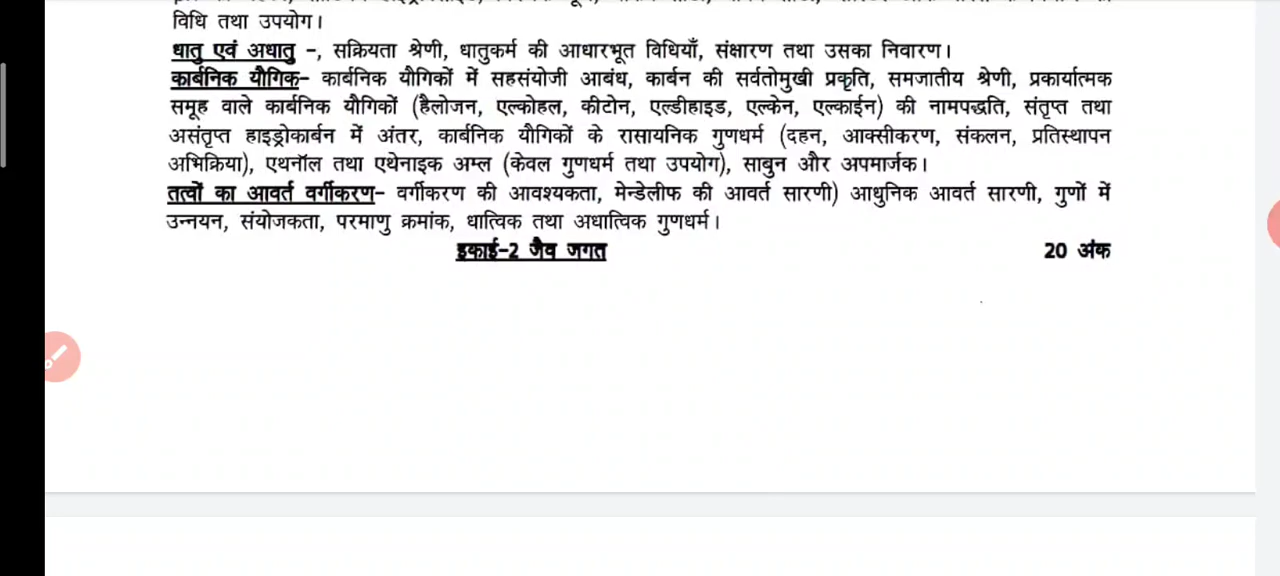 विधि तथा उपयोग।
धातु एवं अधातु -, सक्रियता श्रेणी, धातुकर्म की आधारभूत विधियाँ, संक्षारण तथा उसका निवारण।
कार्बनिक यौगिक- कार्बनिक यौगिकों में सहसंयोजी आबंध, कार्बन की सर्वतोमुखी प्रकृति, समजातीय श्रेणी, प्रकार्यात्मक
समूह वाले कार्बनिक यौगिकों (हैलोजन, एल्कोहल, कीटोन, एल्डीहाइड, एल्केन, एल्काईन) की नामपद्धति, संतृप्त तथा
असंतृप्त हाइड्रोकार्बन में अंतर, कार्बनिक यौगिकों के रासायनिक गुणधर्म (दहन, आक्सीकरण, संकलन, प्रतिस्थापन
अभिक्रिया), एथनॉल तथा एथेनाइक अम्ल (केवल गुणधर्म तथा उपयोग), साबुन और अपमार्जक।
तत्वों का आवर्त वर्गीकरण- वर्गीकरण की आवश्यकता, मेन्डेलीफ की आवर्त सारणी) आधुनिक आवर्त सारणी, गुणों में
उन्नयन, संयोजकता, परमाणु क्रमांक, धात्विक तथा अधात्विक गुणधर्म।
इकाई-2 जैव जगत 20 अंक